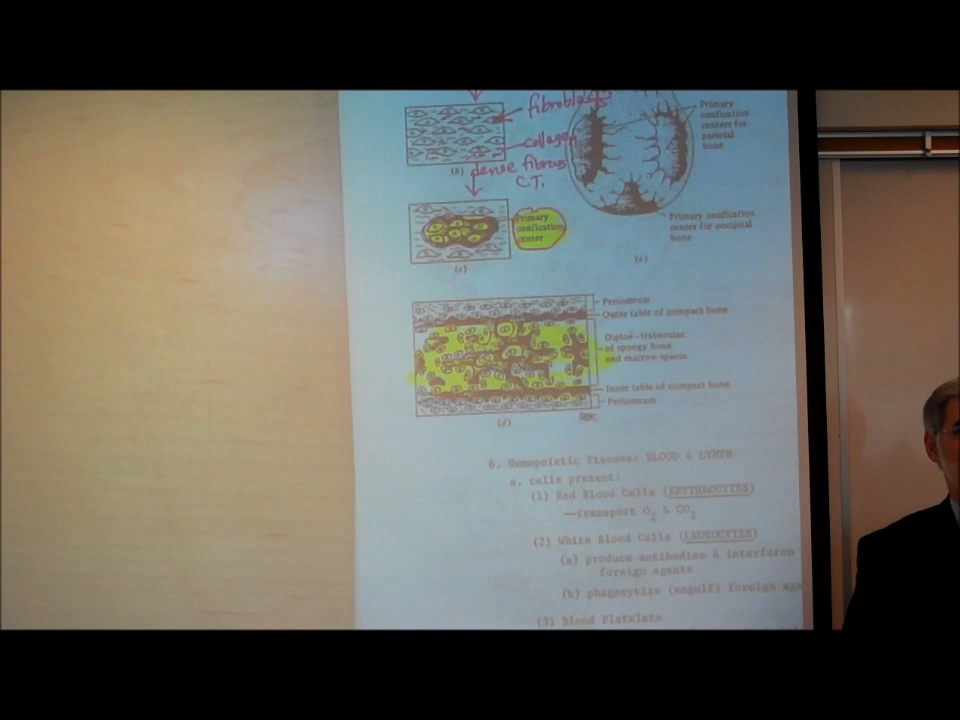 fibroblasts
collagen
(b) dense fibrous
C.T.
Primary
ossification
centers for
parietal
bone
Primary
ossification
center
(c)
Primary ossification
center for occipital
bone
(e)
Periosteum
Outer table of compact bone
Diploë—trabeculae
of spongy bone
and marrow spaces
Inner table of compact bone
Periosteum
(d)
6. Hemopoietic Tissues: BLOOD & LYMPH
a. cells present:
(1) Red Blood Cells (ERYTHROCYTES)
—transport O2 & CO2
(2) White Blood Cells (LEUKOCYTES)
(a) produce antibodies & interferon
foreign agents
(b) phagocytize (engulf) foreign age
(3) Blood Platelets